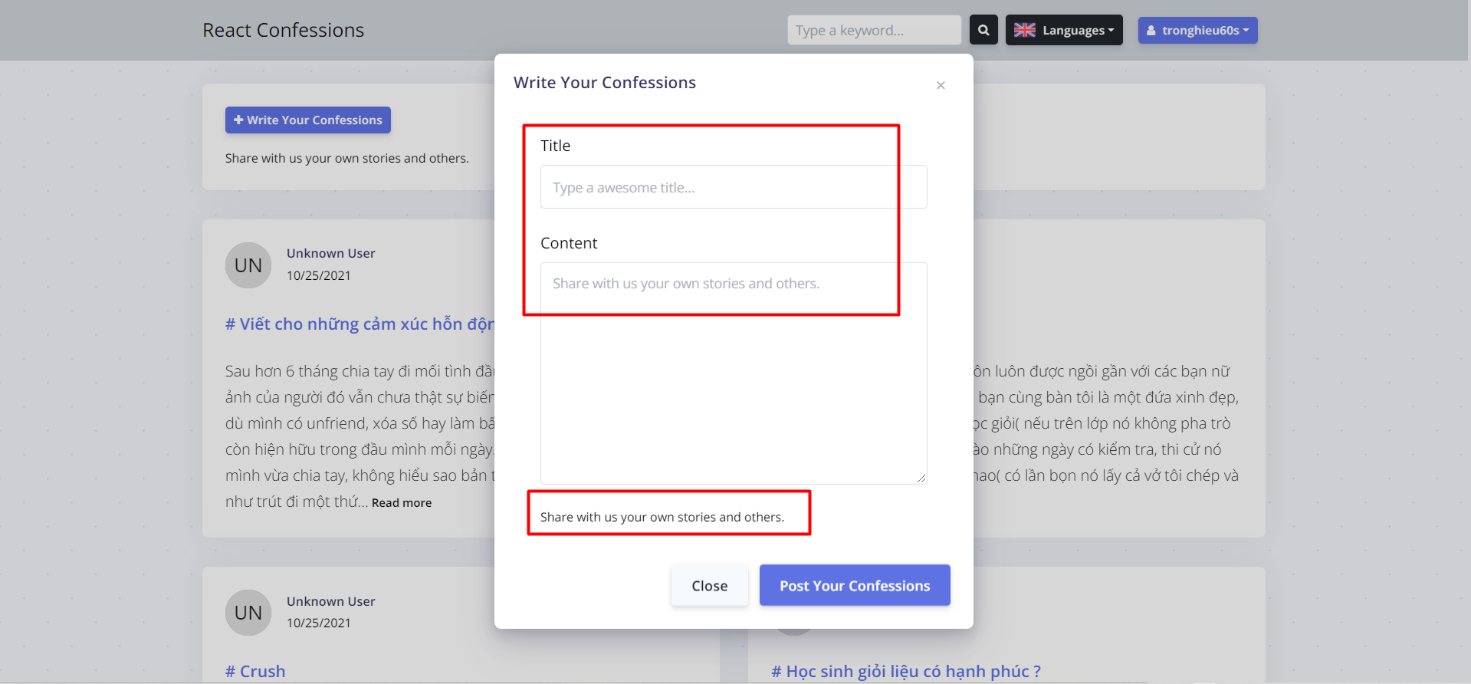 React Confessions
Type a keyword...
Languages
tronghieu60s
Write Your Confessions
Share with us your own stories and others.
Write Your Confessions
×
Title
Type a awesome title...
Content
Share with us your own stories and others.
Share with us your own stories and others.
Close
Post Your Confessions
UN
Unknown User
10/25/2021
# Viết cho những cảm xúc hỗn độn
Sau hơn 6 tháng chia tay đi mối tình
ảnh của người đó vẫn chưa thật sự
dù mình có unfriend, xóa số hay làm
còn hiện hữu trong đầu mình mỗi ngày.
mình vừa chia tay, không hiểu sao bản
như trút đi một thứ... Read more
luôn được ngồi gần với các bạn nữ
bạn cùng bàn tôi là một đứa xinh đẹp,
giỏi( nếu trên lớp nó không pha trò
những ngày có kiểm tra, thi cử nó
có lần bọn nó lấy cả vở tôi chép và
UN
Unknown User
10/25/2021
# Crush
# Học sinh giỏi liệu có hạnh phúc ?